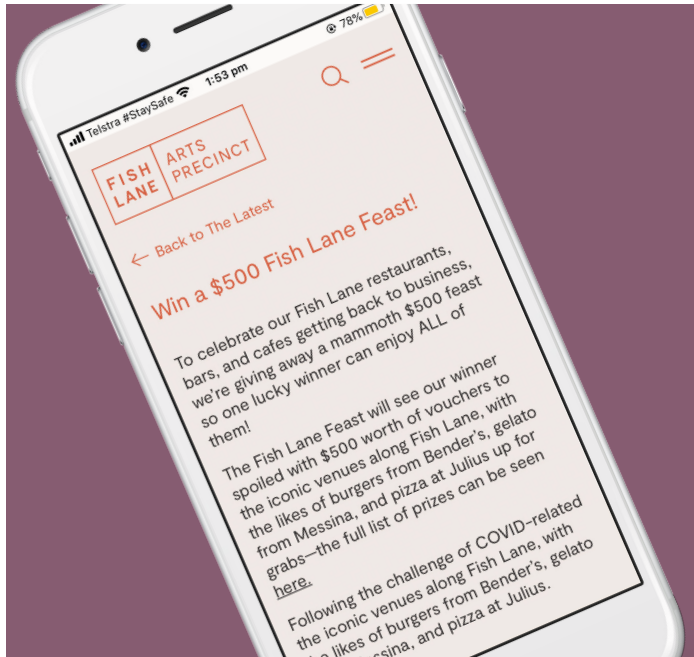 Telstra #StaySafe 1:53 pm 78%
FISH LANE
ARTS PRECINCT
← Back to The Latest
Win a $500 Fish Lane Feast!
To celebrate our Fish Lane restaurants,
bars, and cafes getting back to business,
we're giving away a mammoth $500 feast
so one lucky winner can enjoy ALL of
them!
The Fish Lane Feast will see our winner
spoiled with $500 worth of vouchers to
the iconic venues along Fish Lane, with
the likes of burgers from Bender's, gelato
from Messina, and pizza at Julius up for
grabs—the full list of prizes can be seen
here.
Following the challenge of COVID-related
the iconic venues along Fish Lane, with
likes of burgers from Bender's, gelato
and pizza at Julius.